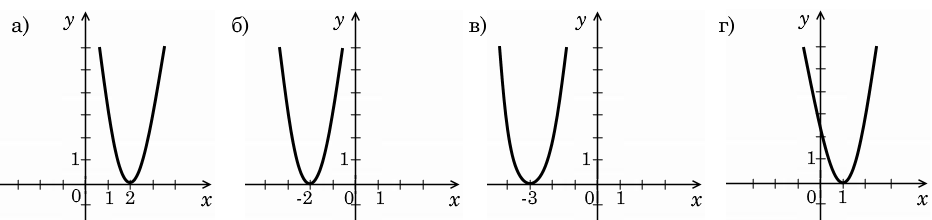 а) y 1 0 1 2 x
б) y 1 -2 0 1 x
в) y 1 -3 0 1 x
г) y 1 0 1 x